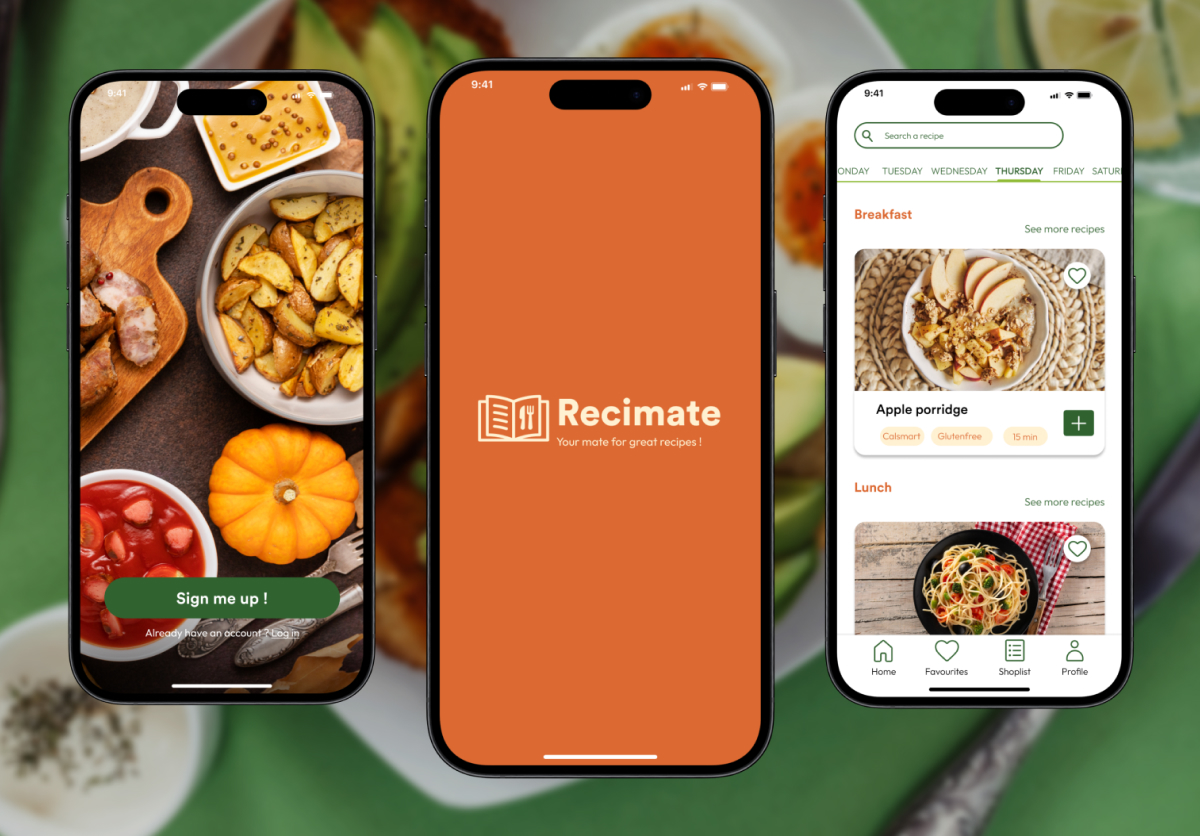 9:41
Sign me up !
Already have an account ? Log in
9:41
Recimate
Your mate for great recipes !
9:41
Search a recipe
ONDAY TUESDAY WEDNESDAY THURSDAY FRIDAY SATUR
Breakfast
See more recipes
Apple porridge
Calsmart Glutenfree 15 min
Lunch
See more recipes
Home Favourites Shoplist Profile